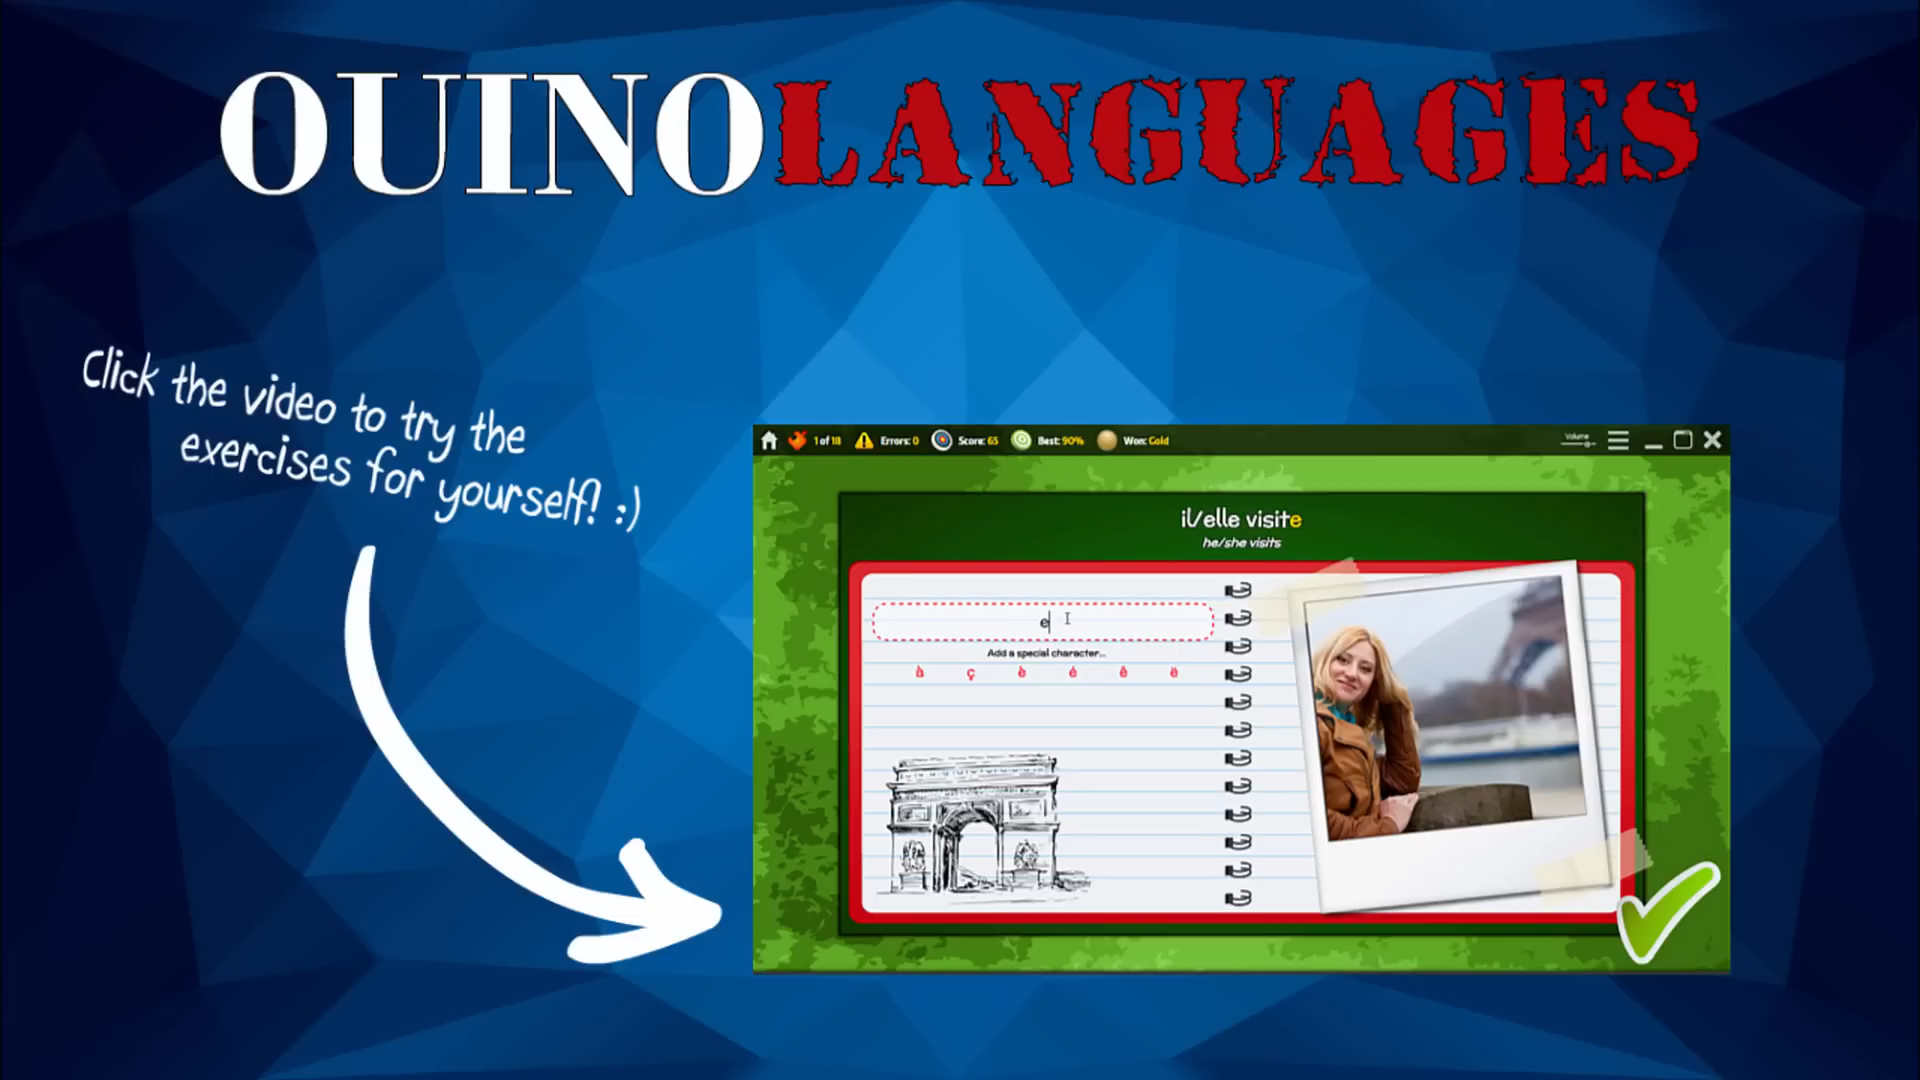 OUINOLANGUAGES
Click the video to try the
exercises for yourself! :)
1 of 18 Errors: 0 Score: 65 Best: 90% Won: Gold Volume
il/elle visite
he/she visits
e
Add a special character...
à ç è é ê ë